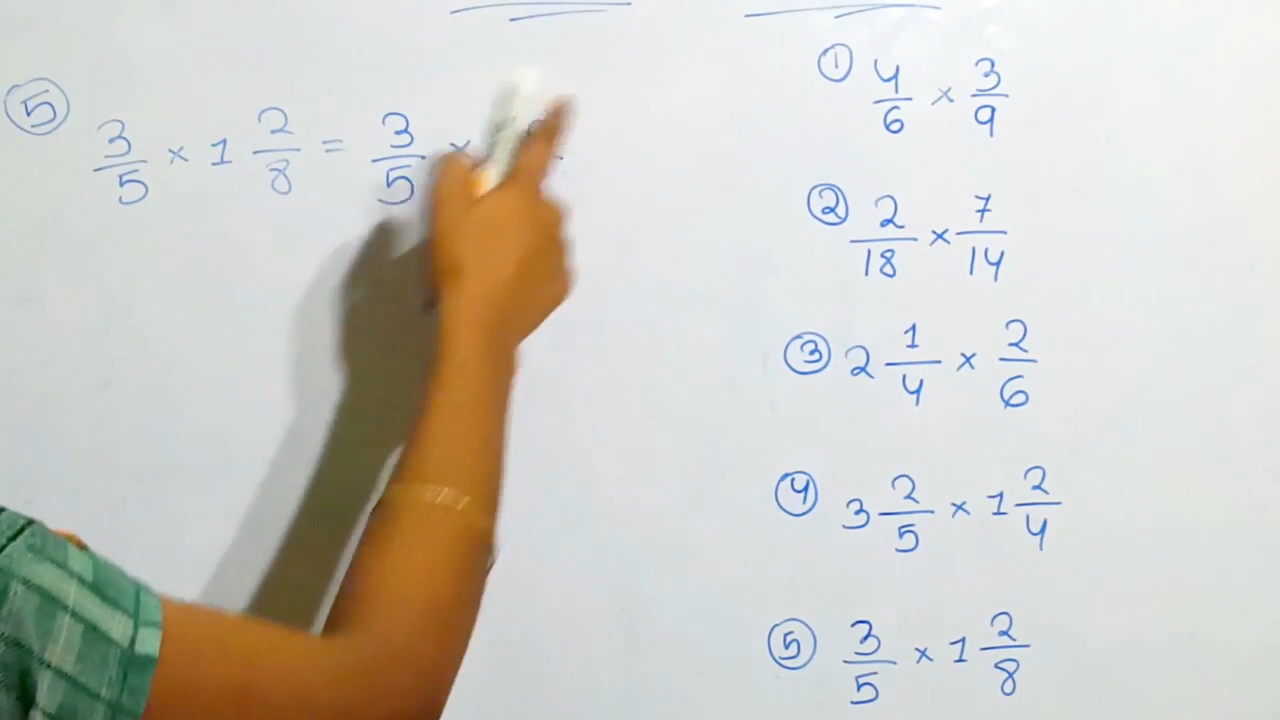 ⑤ 3/5 × 1 2/8 = 3/5 ×
① 4/6 × 3/9
② 2/18 × 7/14
③ 2 1/4 × 2/6
④ 3 2/5 × 1 2/4
⑤ 3/5 × 1 2/8